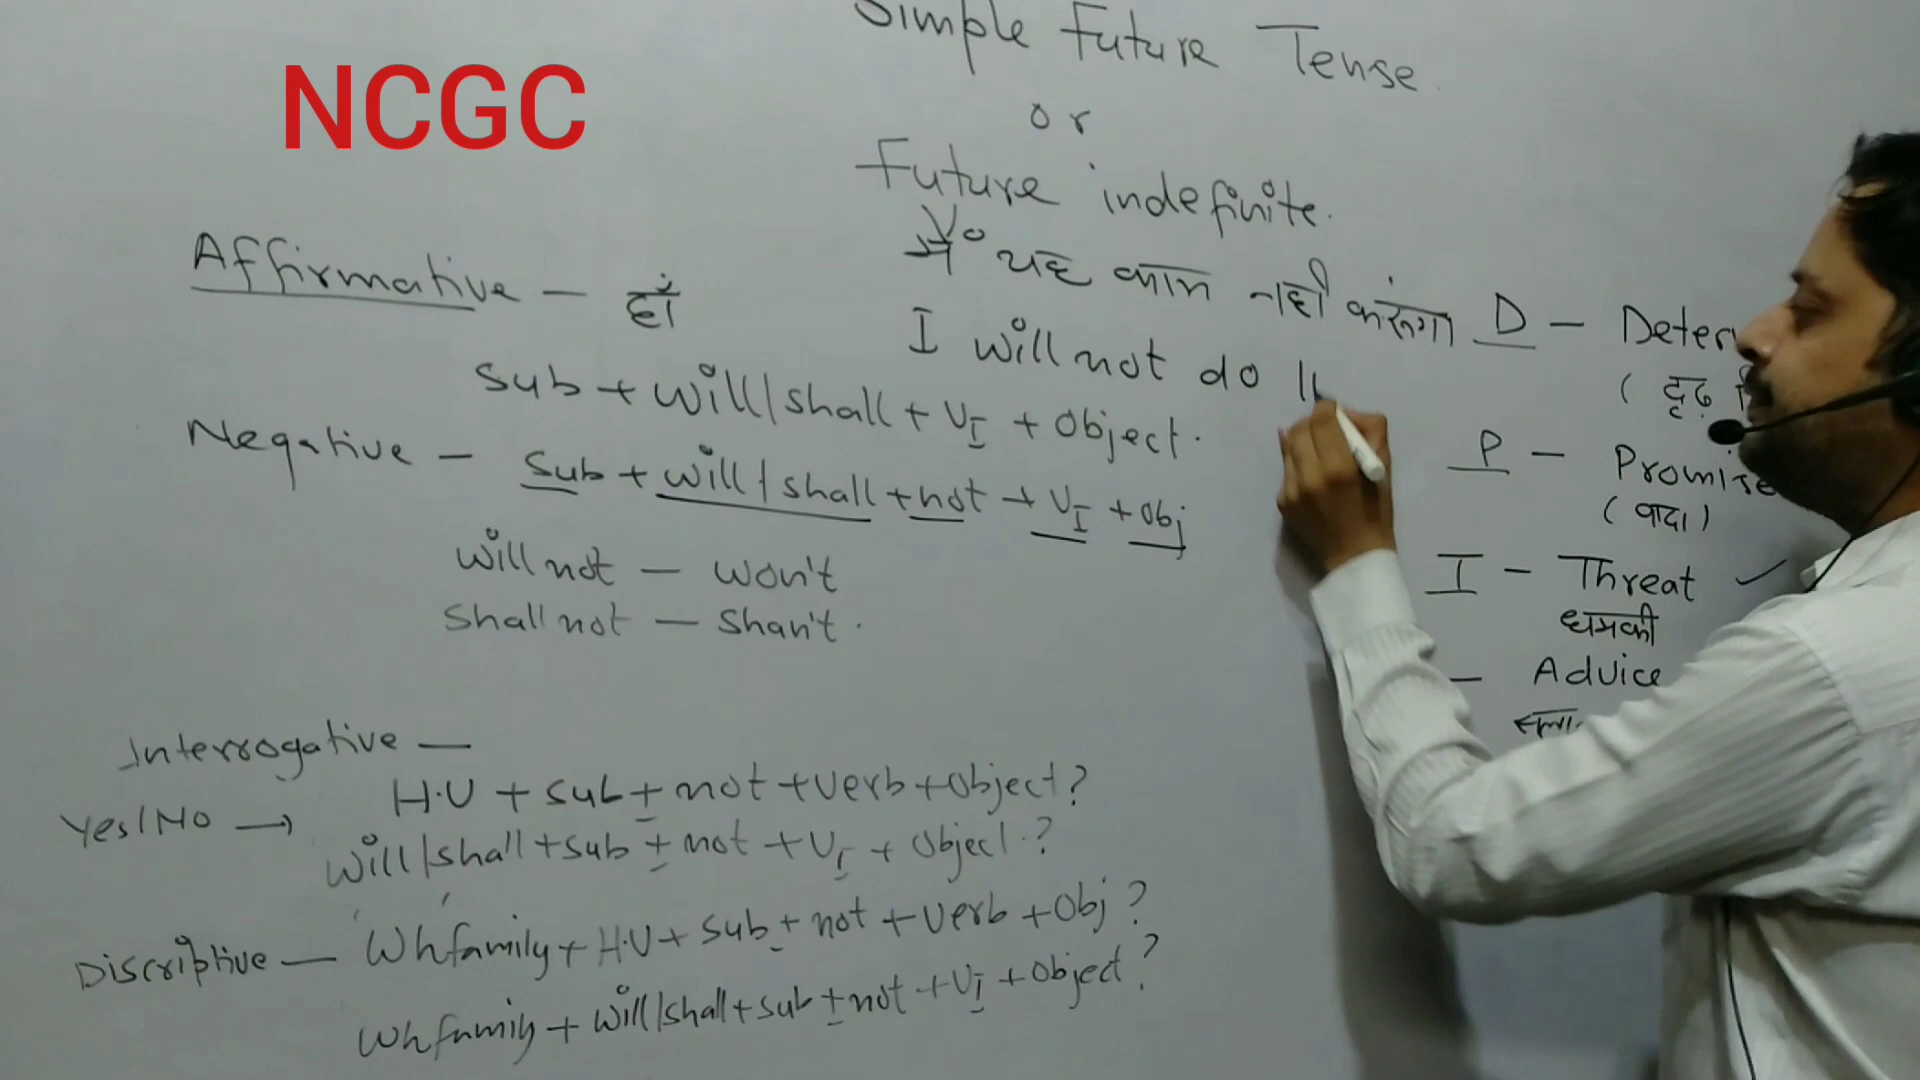 Simple Future Tense.
NCGC
or
Future indefinite.
मैं यह काम नहीं करूंगा
I will not do
Affirmative – हाँ
Sub + will/shall + V_I + Object.
Negative – Sub + will/shall + not + V_I + Obj
will not – won't
Shall not – Shan't.
Interrogative –
Yes/No → H.V + Sub ± not + verb + object?
Will/shall + sub ± not + V_I + object.?
Discriptive – Wh family + H.V + Sub + not + verb + Obj?
Wh family + will/shall + sub ± not + V_I + object?
D – Deter
( दृढ़
P – Promise
( वादा )
I – Threat ✓
धमकी
– Advice